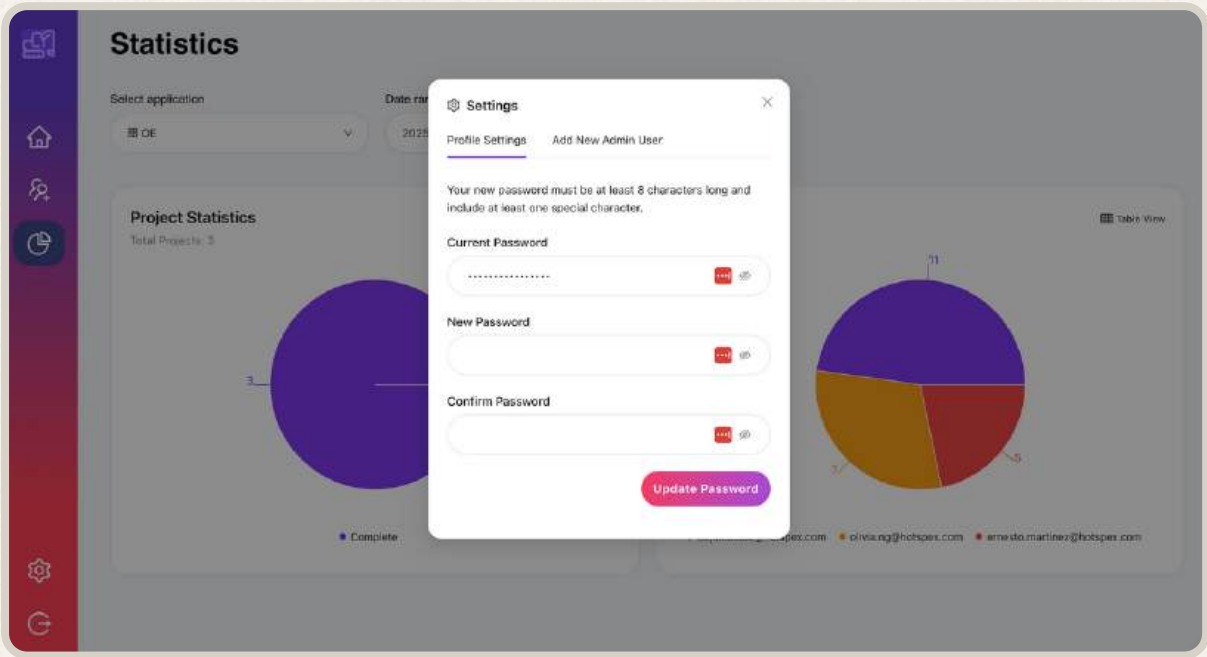 Statistics
Select application
Date ran
OE
2025
Settings
Profile Settings
Add New Admin User
Your new password must be at least 8 characters long and
include at least one special character.
Current Password
New Password
Confirm Password
Update Password
Project Statistics
Total Projects: 3
3
Complete
Table View
11
7
5
olivia.ng@hotspex.com
ernesto.martinez@hotspex.com